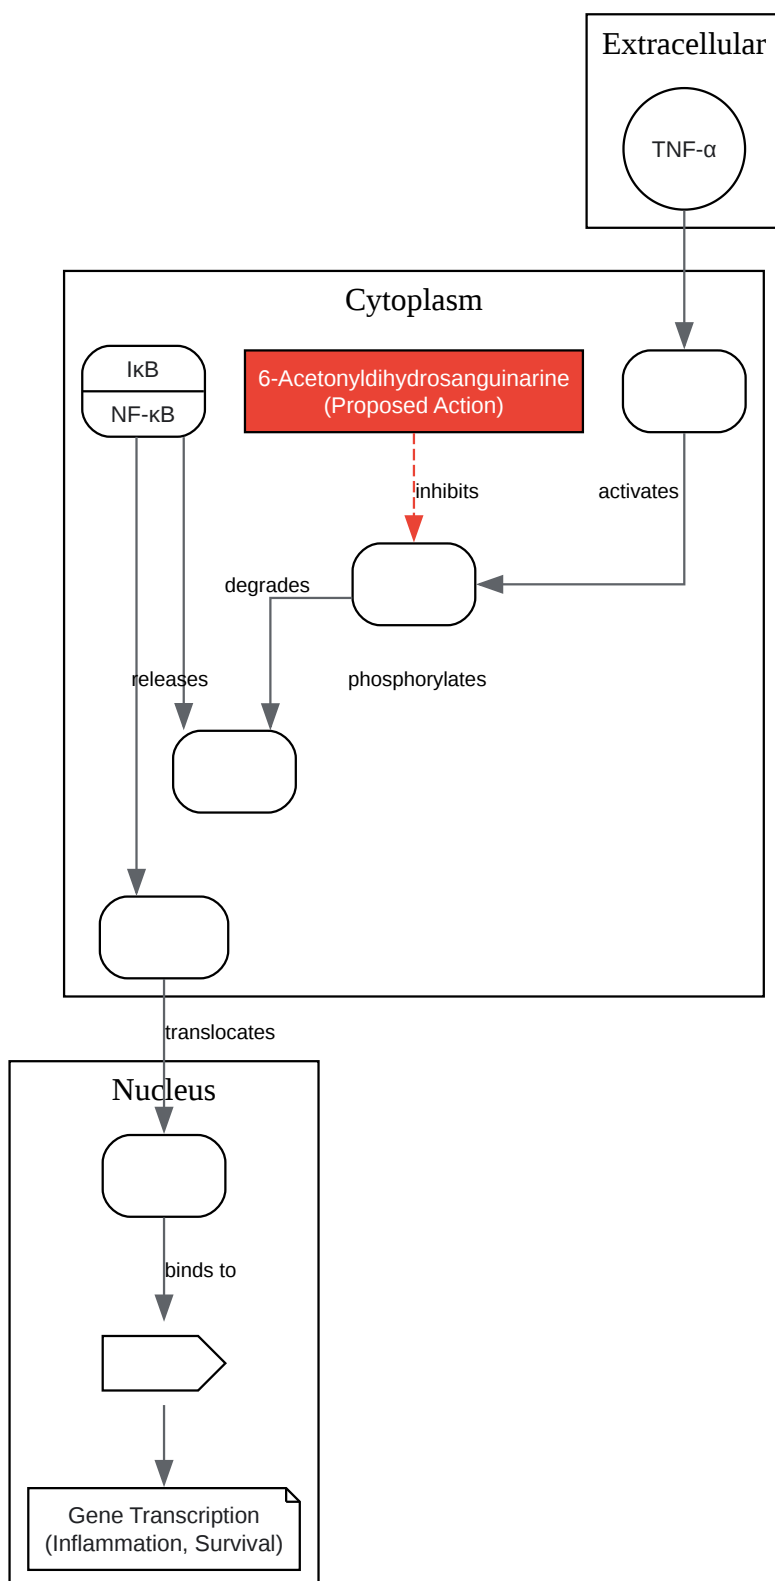 Extracellular
TNF-α
Cytoplasm
IκB
NF-κB
6-Acetonyldihydrosanguinarine
(Proposed Action)
inhibits
activates
degrades
releases
phosphorylates
translocates
Nucleus
binds to
Gene Transcription
(Inflammation, Survival)